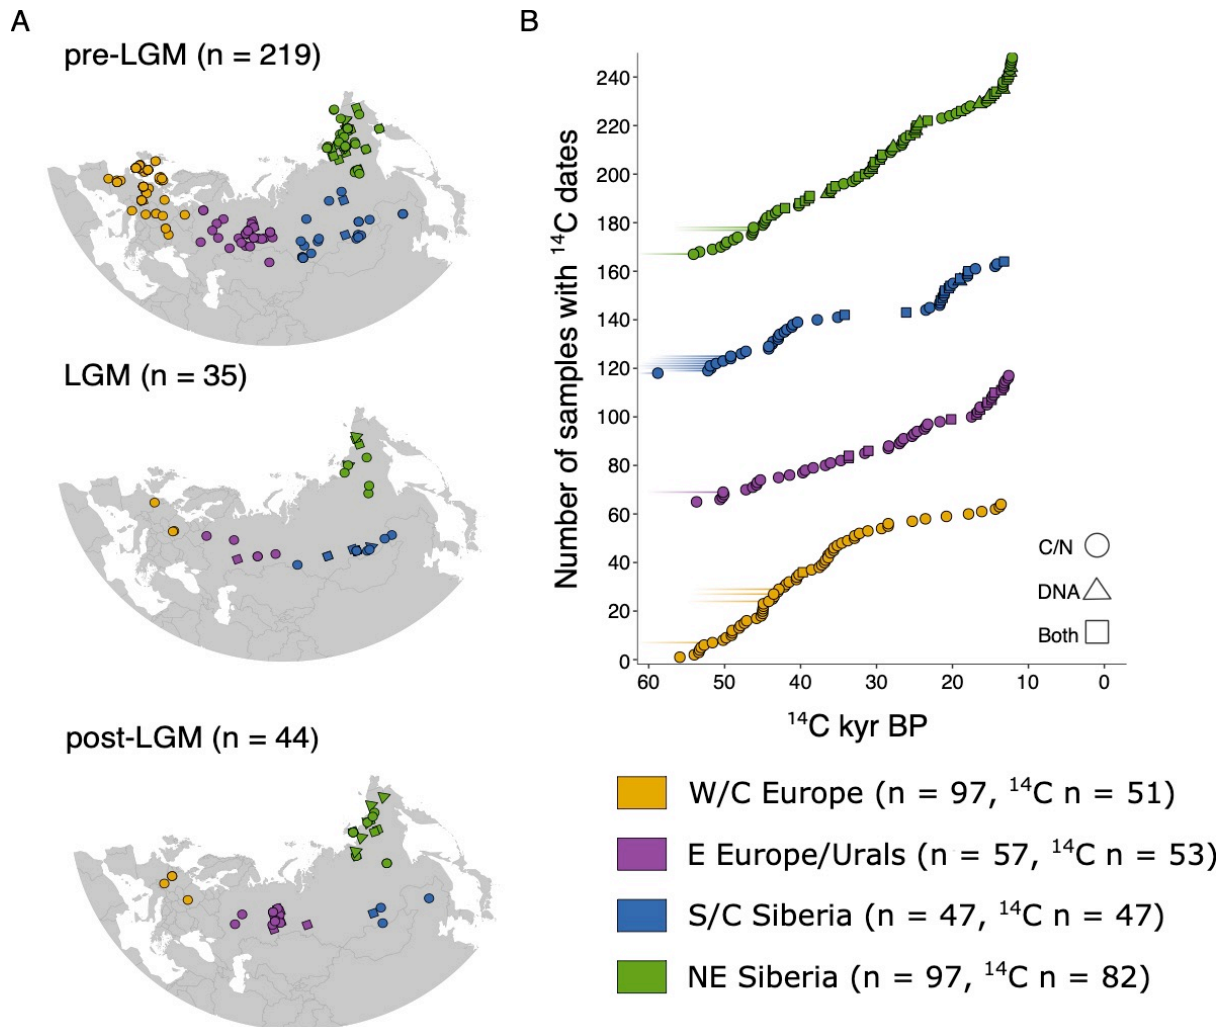 A
pre-LGM (n = 219)
LGM (n = 35)
post-LGM (n = 44)
B
Number of samples with ¹⁴C dates
240
220
200
180
160
140
120
100
80
60
40
20
0
60
50
40
30
20
10
0
¹⁴C kyr BP
C/N
DNA
Both
W/C Europe (n = 97, ¹⁴C n = 51)
E Europe/Urals (n = 57, ¹⁴C n = 53)
S/C Siberia (n = 47, ¹⁴C n = 47)
NE Siberia (n = 97, ¹⁴C n = 82)